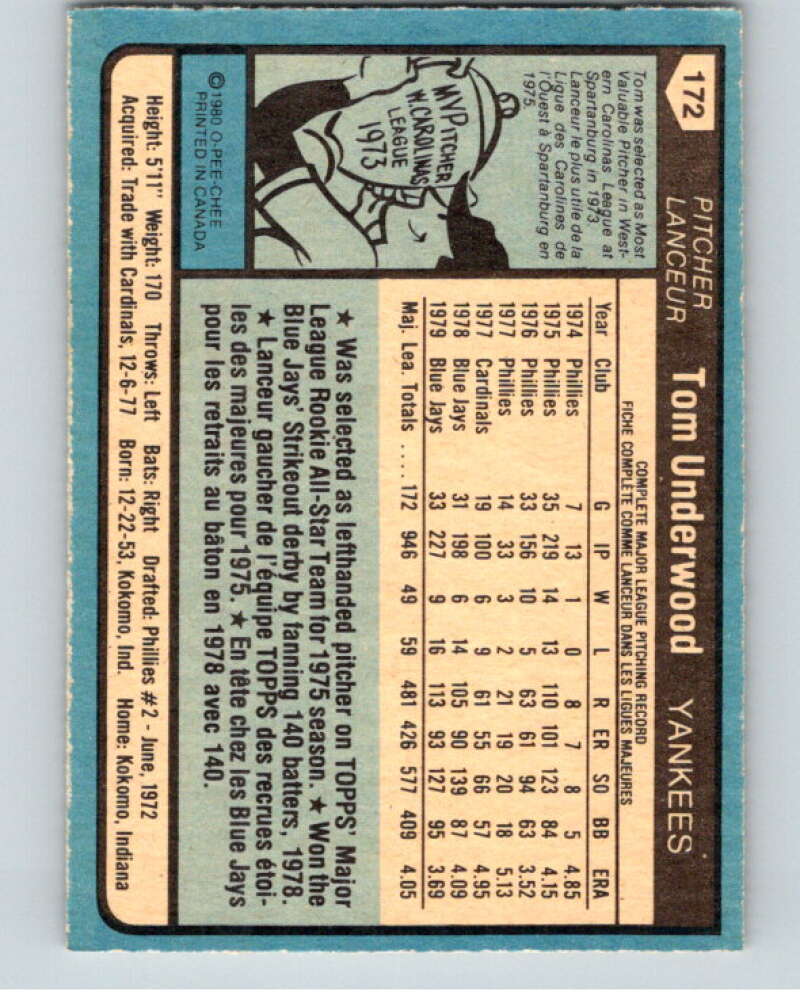 172
PITCHER
LANCEUR
Tom Underwood YANKEES
Tom was selected as Most
Valuable Pitcher in West-
ern Carolinas League at
Spartanburg in 1973.
Lanceur le plus utile de la
Ligue des Carolines de
l'Ouest à Spartanburg en
1975.
MVPITCHER
W.CAROLINAS
LEAGUE
1973
©1980 O-PEE-CHEE
PRINTED IN CANADA
COMPLETE MAJOR LEAGUE PITCHING RECORD
FICHE COMPLÈTE COMME LANCEUR DANS LES LIGUES MAJEURES
Year Club G IP W L R ER SO BB ERA
1974 Phillies 7 13 1 0 8 7 8 5 4.85
1975 Phillies 35 219 14 13 110 101 123 84 4.15
1976 Phillies 33 156 10 5 63 61 94 63 3.52
1977 Phillies 14 33 3 2 21 19 20 18 5.13
1977 Cardinals 19 100 6 9 61 55 66 57 4.95
1978 Blue Jays 31 198 6 14 105 90 139 87 4.09
1979 Blue Jays 33 227 9 16 113 93 127 95 3.69
Maj. Lea. Totals .... 172 946 49 59 481 426 577 409 4.05
★ Was selected as lefthanded pitcher on TOPPS' Major
League Rookie All-Star Team for 1975 season. ★ Won the
Blue Jays' Strikeout derby by fanning 140 batters, 1978.
★ Lanceur gaucher de l'équipe TOPPS des recrues étoi-
les des majeures pour 1975. ★ En tête chez les Blue Jays
pour les retraits au bâton en 1978 avec 140.
Height: 5'11" Weight: 170 Throws: Left Bats: Right Drafted: Phillies #2 - June, 1972
Acquired: Trade with Cardinals, 12-6-77 Born: 12-22-53, Kokomo, Ind. Home: Kokomo, Indiana